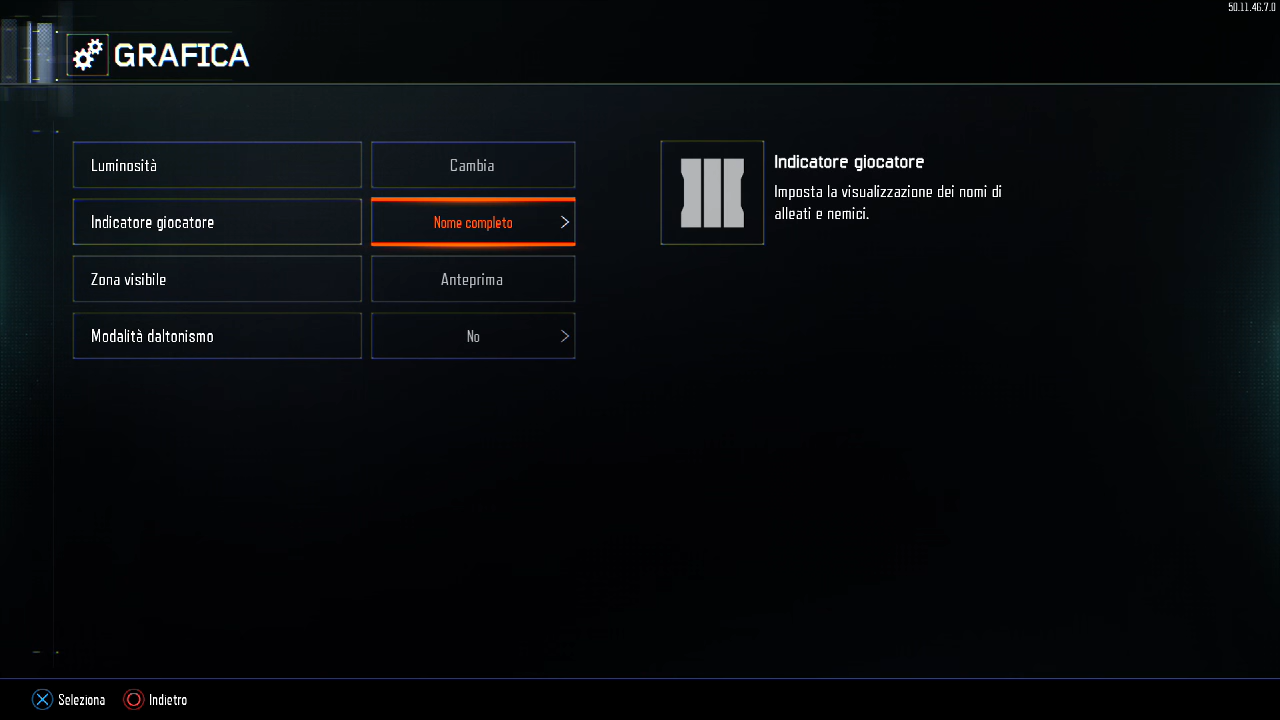 50.11.46.7.0
GRAFICA
Luminosità
Cambia
Indicatore giocatore
Nome completo
Zona visibile
Anteprima
Modalità daltonismo
No
Indicatore giocatore
Imposta la visualizzazione dei nomi di
alleati e nemici.
Seleziona
Indietro